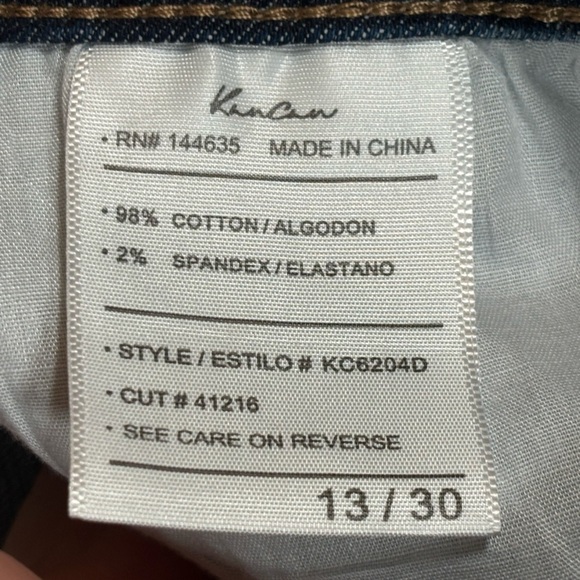 KanCan
• RN# 144635 MADE IN CHINA
• 98% COTTON / ALGODON
• 2% SPANDEX / ELASTANO
• STYLE / ESTILO # KC6204D
• CUT # 41216
• SEE CARE ON REVERSE
13 / 30